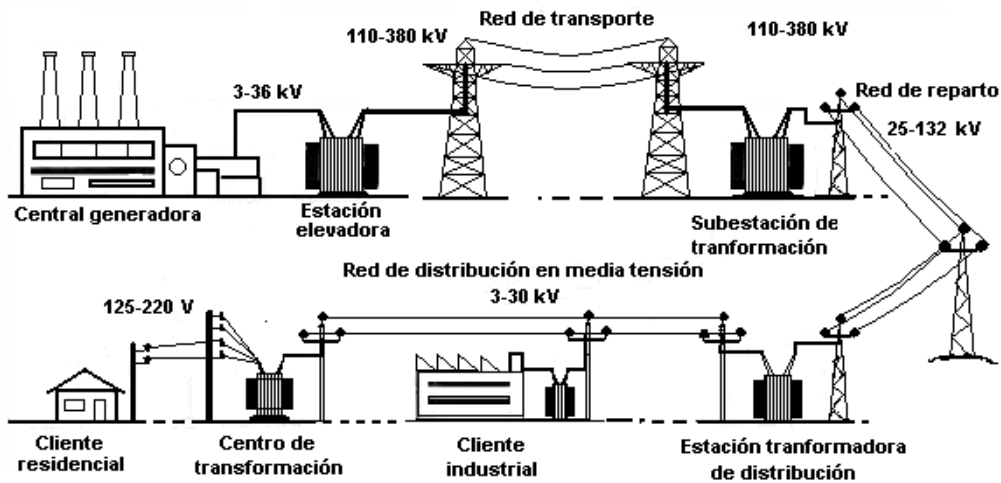 Red de transporte
110-380 kV
110-380 kV
3-36 kV
Red de reparto
25-132 kV
Central generadora
Estación
elevadora
Subestación de
tranformación
Red de distribución en media tensión
3-30 kV
125-220 V
Cliente
residencial
Centro de
transformación
Cliente
industrial
Estación tranformadora
de distribución